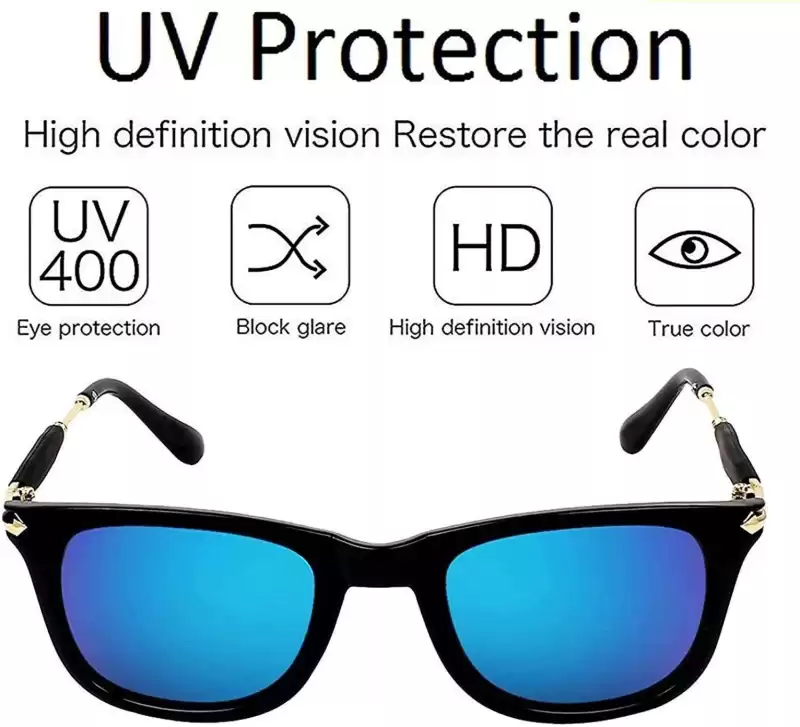 UV Protection
High definition vision Restore the real color
UV
400
HD
Eye protection
Block glare
High definition vision
True color